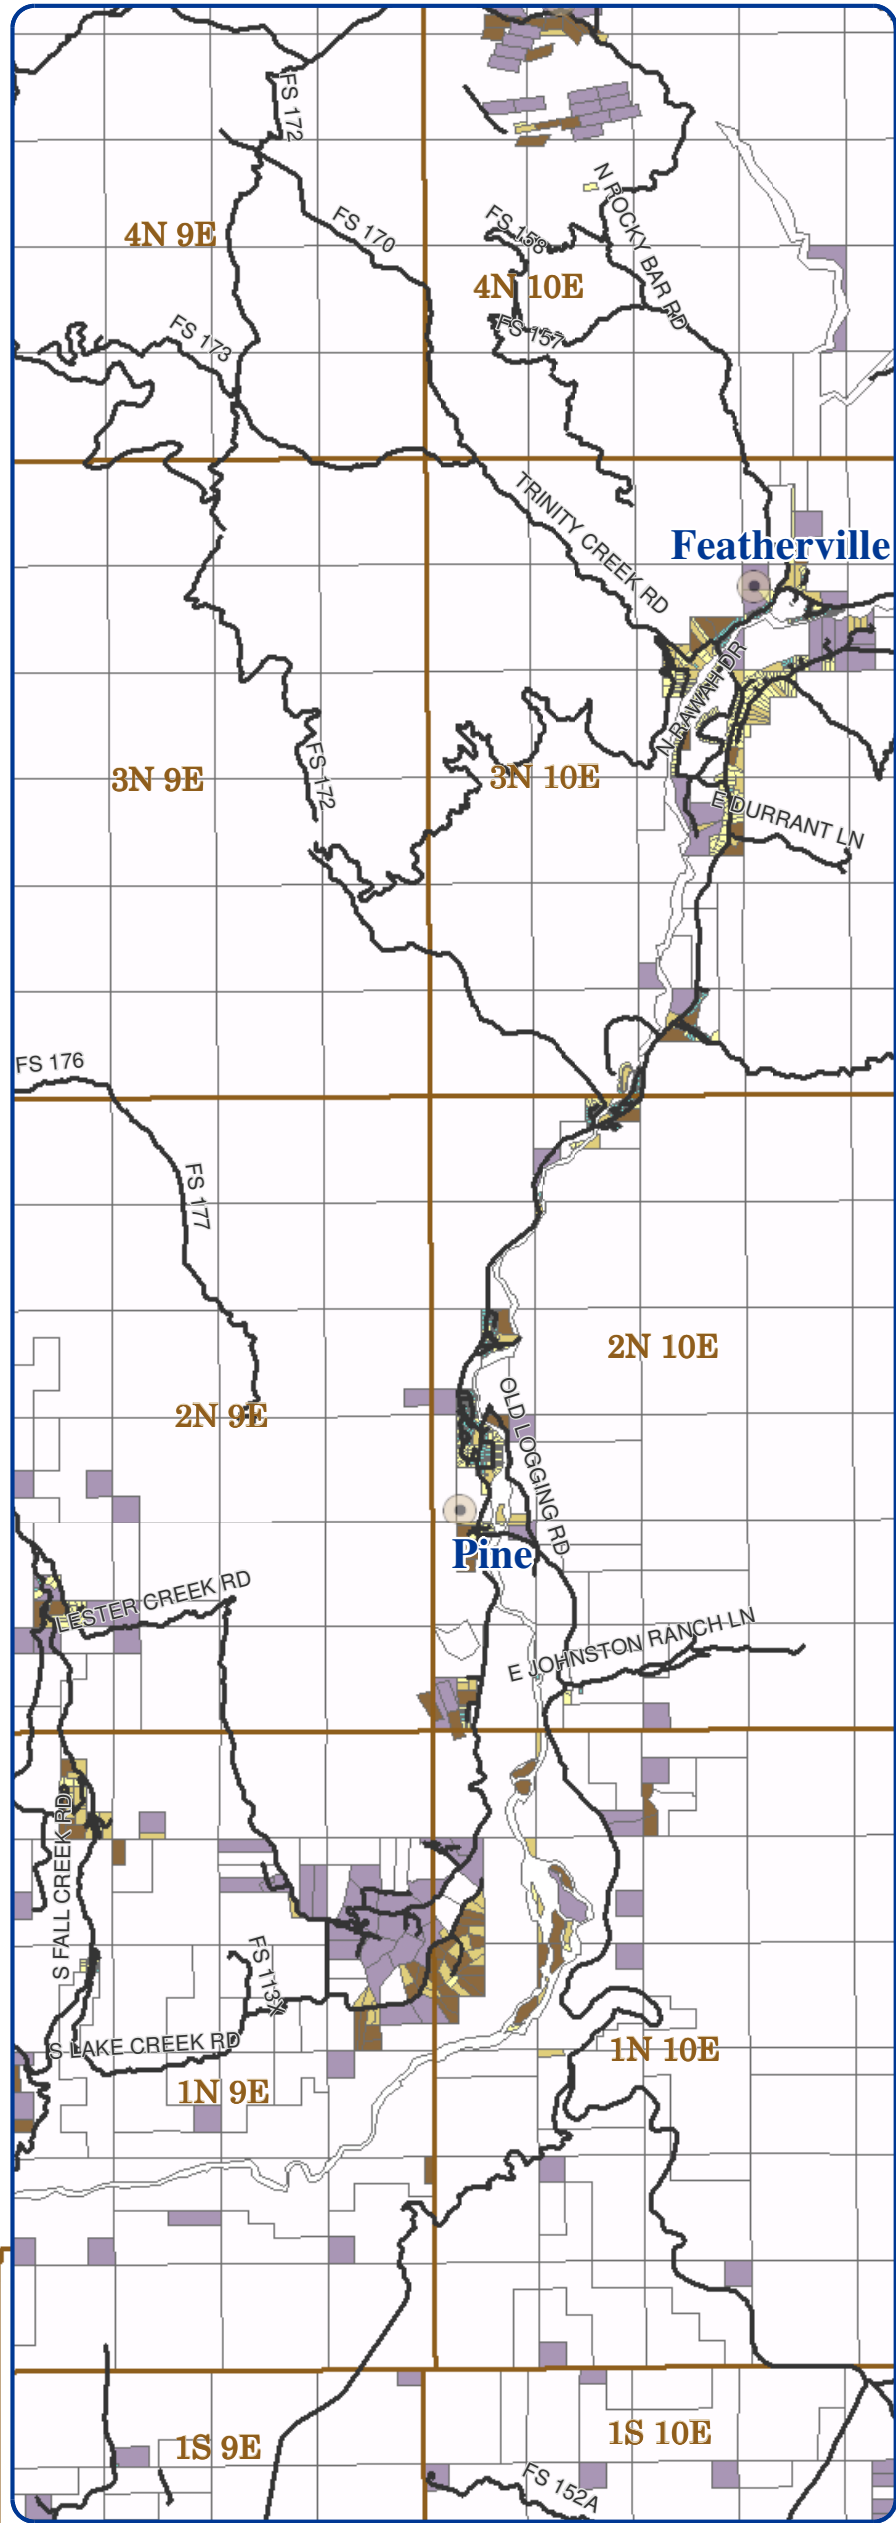 FS 172
4N 9E
FS 170
N ROCKY BAR RD
FS 158
4N 10E
FS 157
FS 173
TRINITY CREEK RD
Featherville
N RAWAH DR
3N 9E
FS 172
3N 10E
E DURRANT LN
FS 176
FS 177
2N 10E
2N 9E
OLD LOGGING RD
Pine
LESTER CREEK RD
E JOHNSTON RANCH LN
S FALL CREEK RD
FS 113X
S LAKE CREEK RD
1N 10E
1N 9E
1S 9E
1S 10E
FS 152A